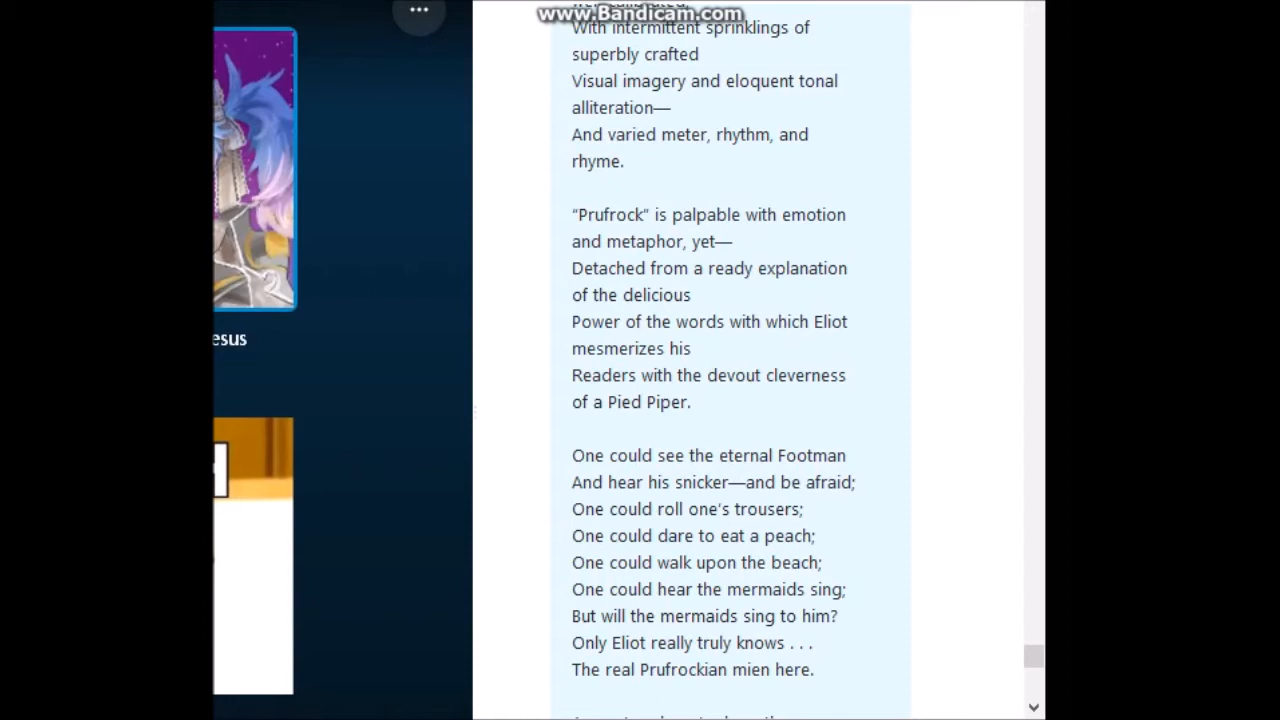 www.Bandicam.com
With intermittent sprinklings of
superbly crafted
Visual imagery and eloquent tonal
alliteration—
And varied meter, rhythm, and
rhyme.
“Prufrock” is palpable with emotion
and metaphor, yet—
Detached from a ready explanation
of the delicious
Power of the words with which Eliot
mesmerizes his
Readers with the devout cleverness
of a Pied Piper.
esus
One could see the eternal Footman
And hear his snicker—and be afraid;
One could roll one’s trousers;
One could dare to eat a peach;
One could walk upon the beach;
One could hear the mermaids sing;
But will the mermaids sing to him?
Only Eliot really truly knows . . .
The real Prufrockian mien here.